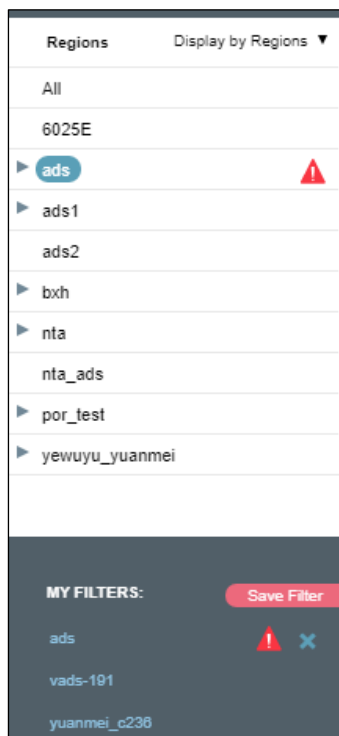 Regions Display by Regions ▼
All
6025E
ads
ads1
ads2
bxh
nta
nta_ads
por_test
yewuyu_yuanmei
MY FILTERS: Save Filter
ads
vads-191
yuanmei_c236